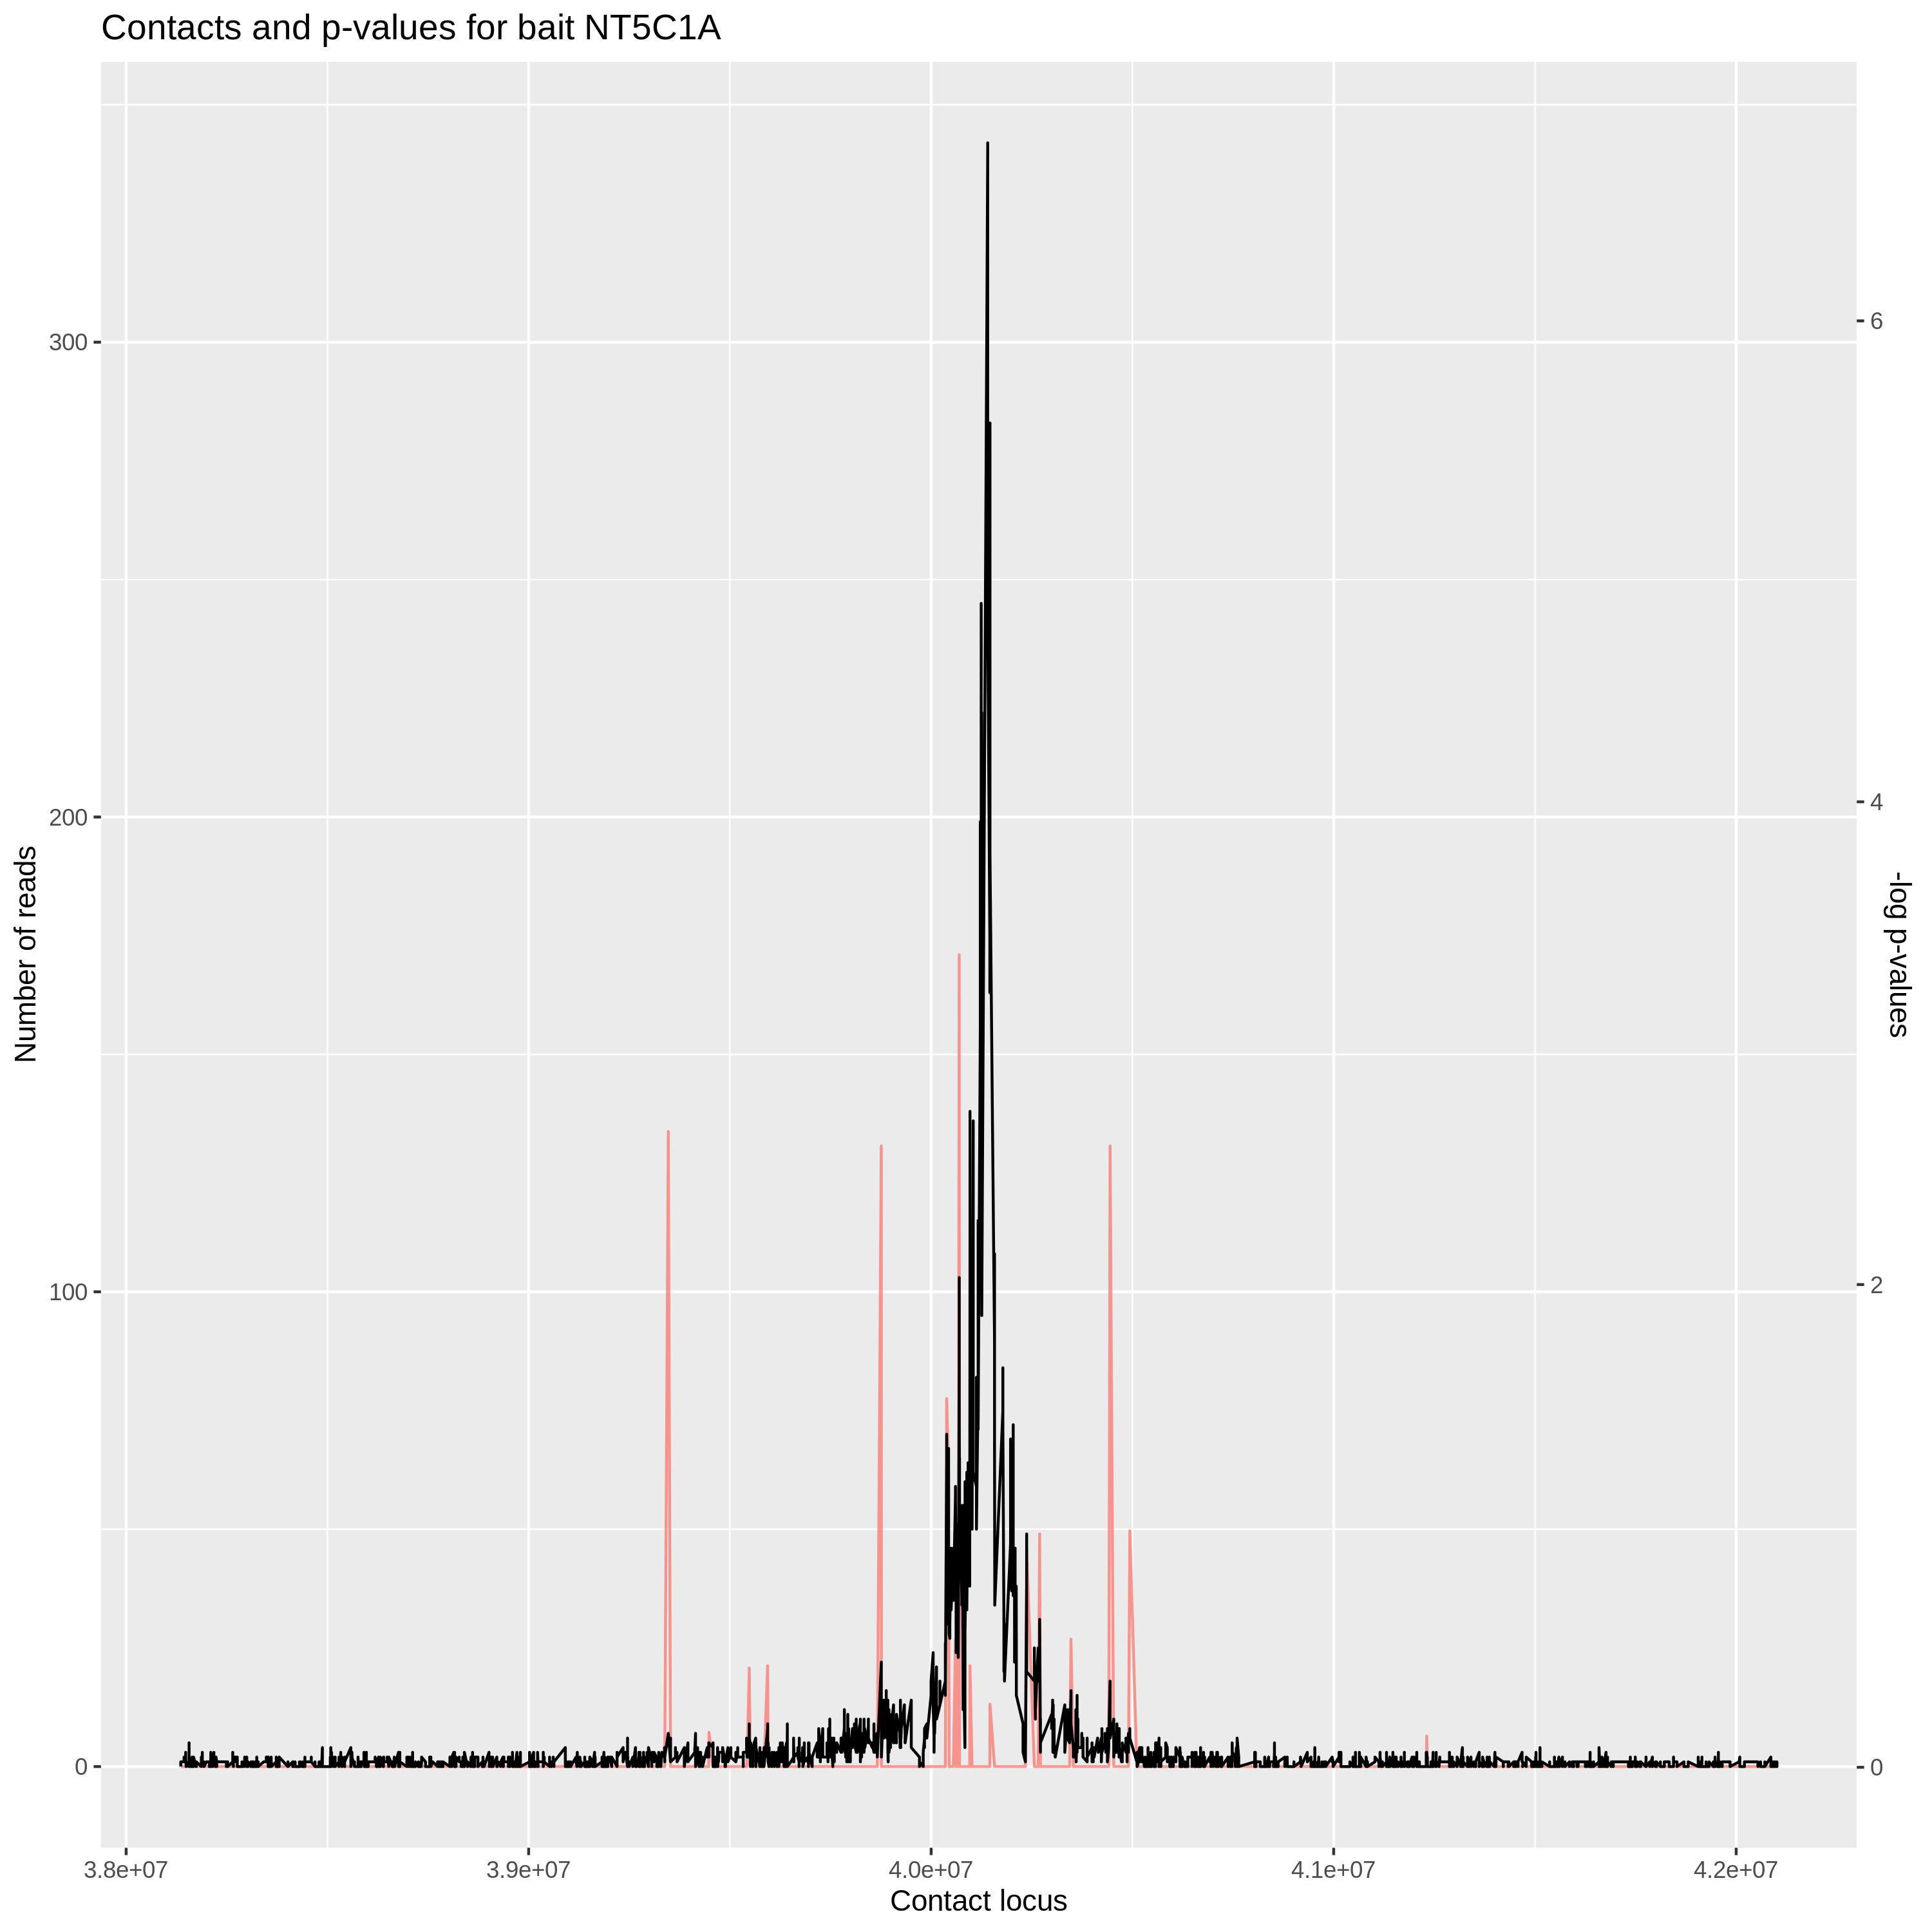 Contacts and p-values for bait NT5C1A
Number of reads
300
200
100
0
6
4
2
0
-log p-values
3.8e+07
3.9e+07
4.0e+07
4.1e+07
4.2e+07
Contact locus